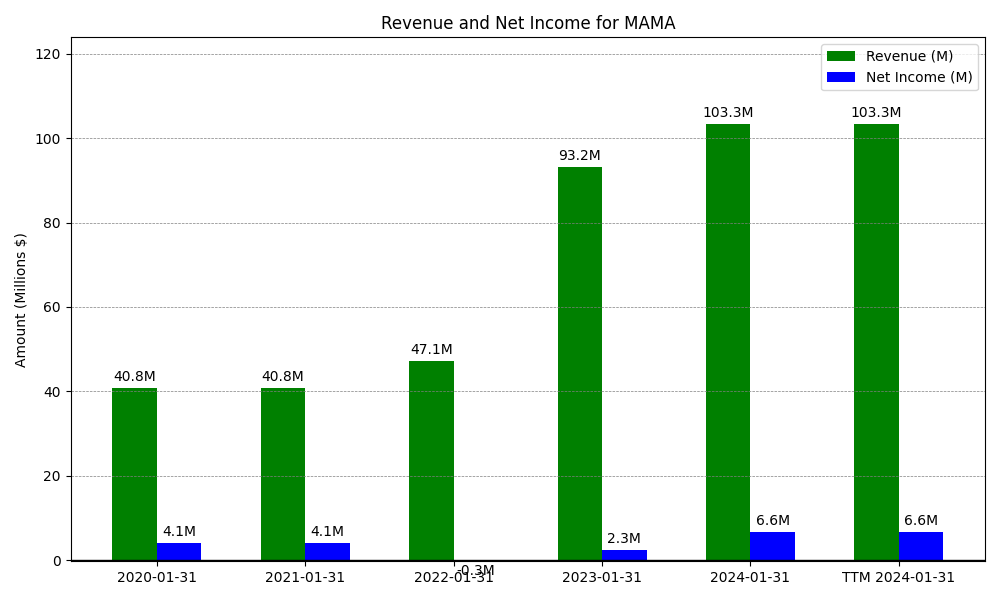 Revenue and Net Income for MAMA
Amount (Millions $)
120
100
80
60
40
20
0
Revenue (M)
Net Income (M)
40.8M
4.1M
40.8M
4.1M
47.1M
-0.3M
93.2M
2.3M
103.3M
6.6M
103.3M
6.6M
2020-01-31
2021-01-31
2022-01-31
2023-01-31
2024-01-31
TTM 2024-01-31